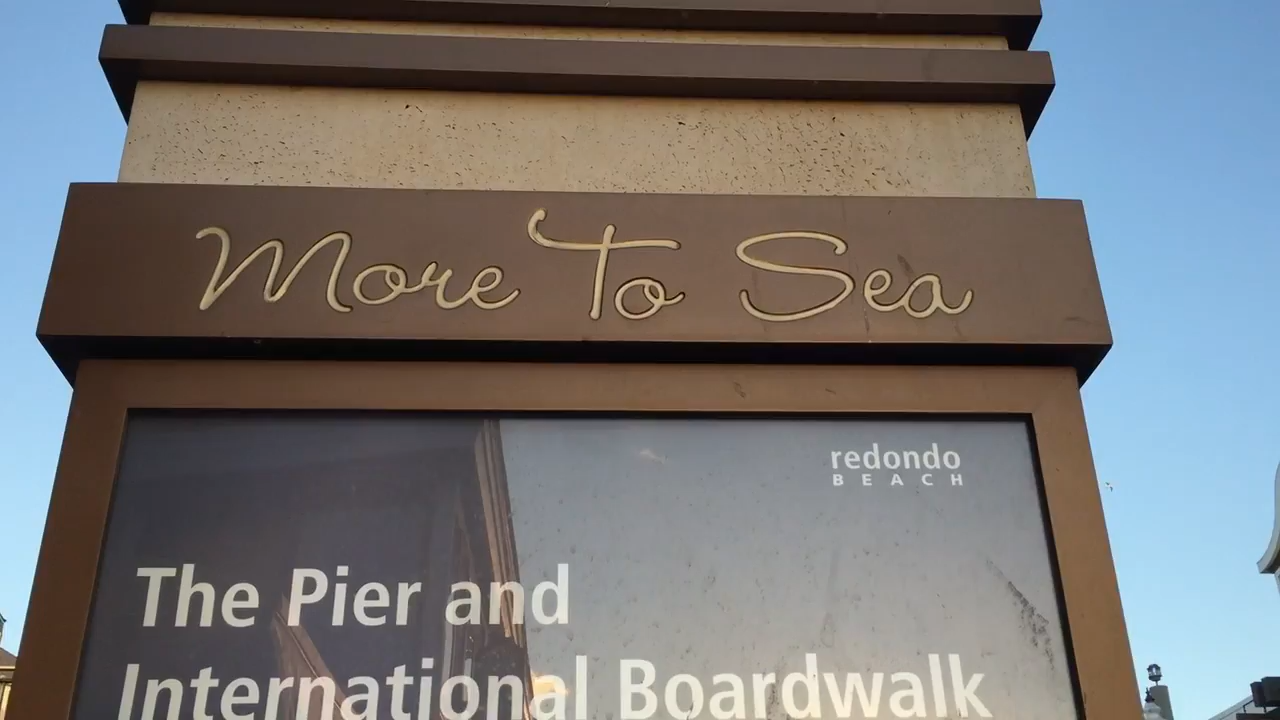 More To Sea
redondo
BEACH
The Pier and
International Boardwalk